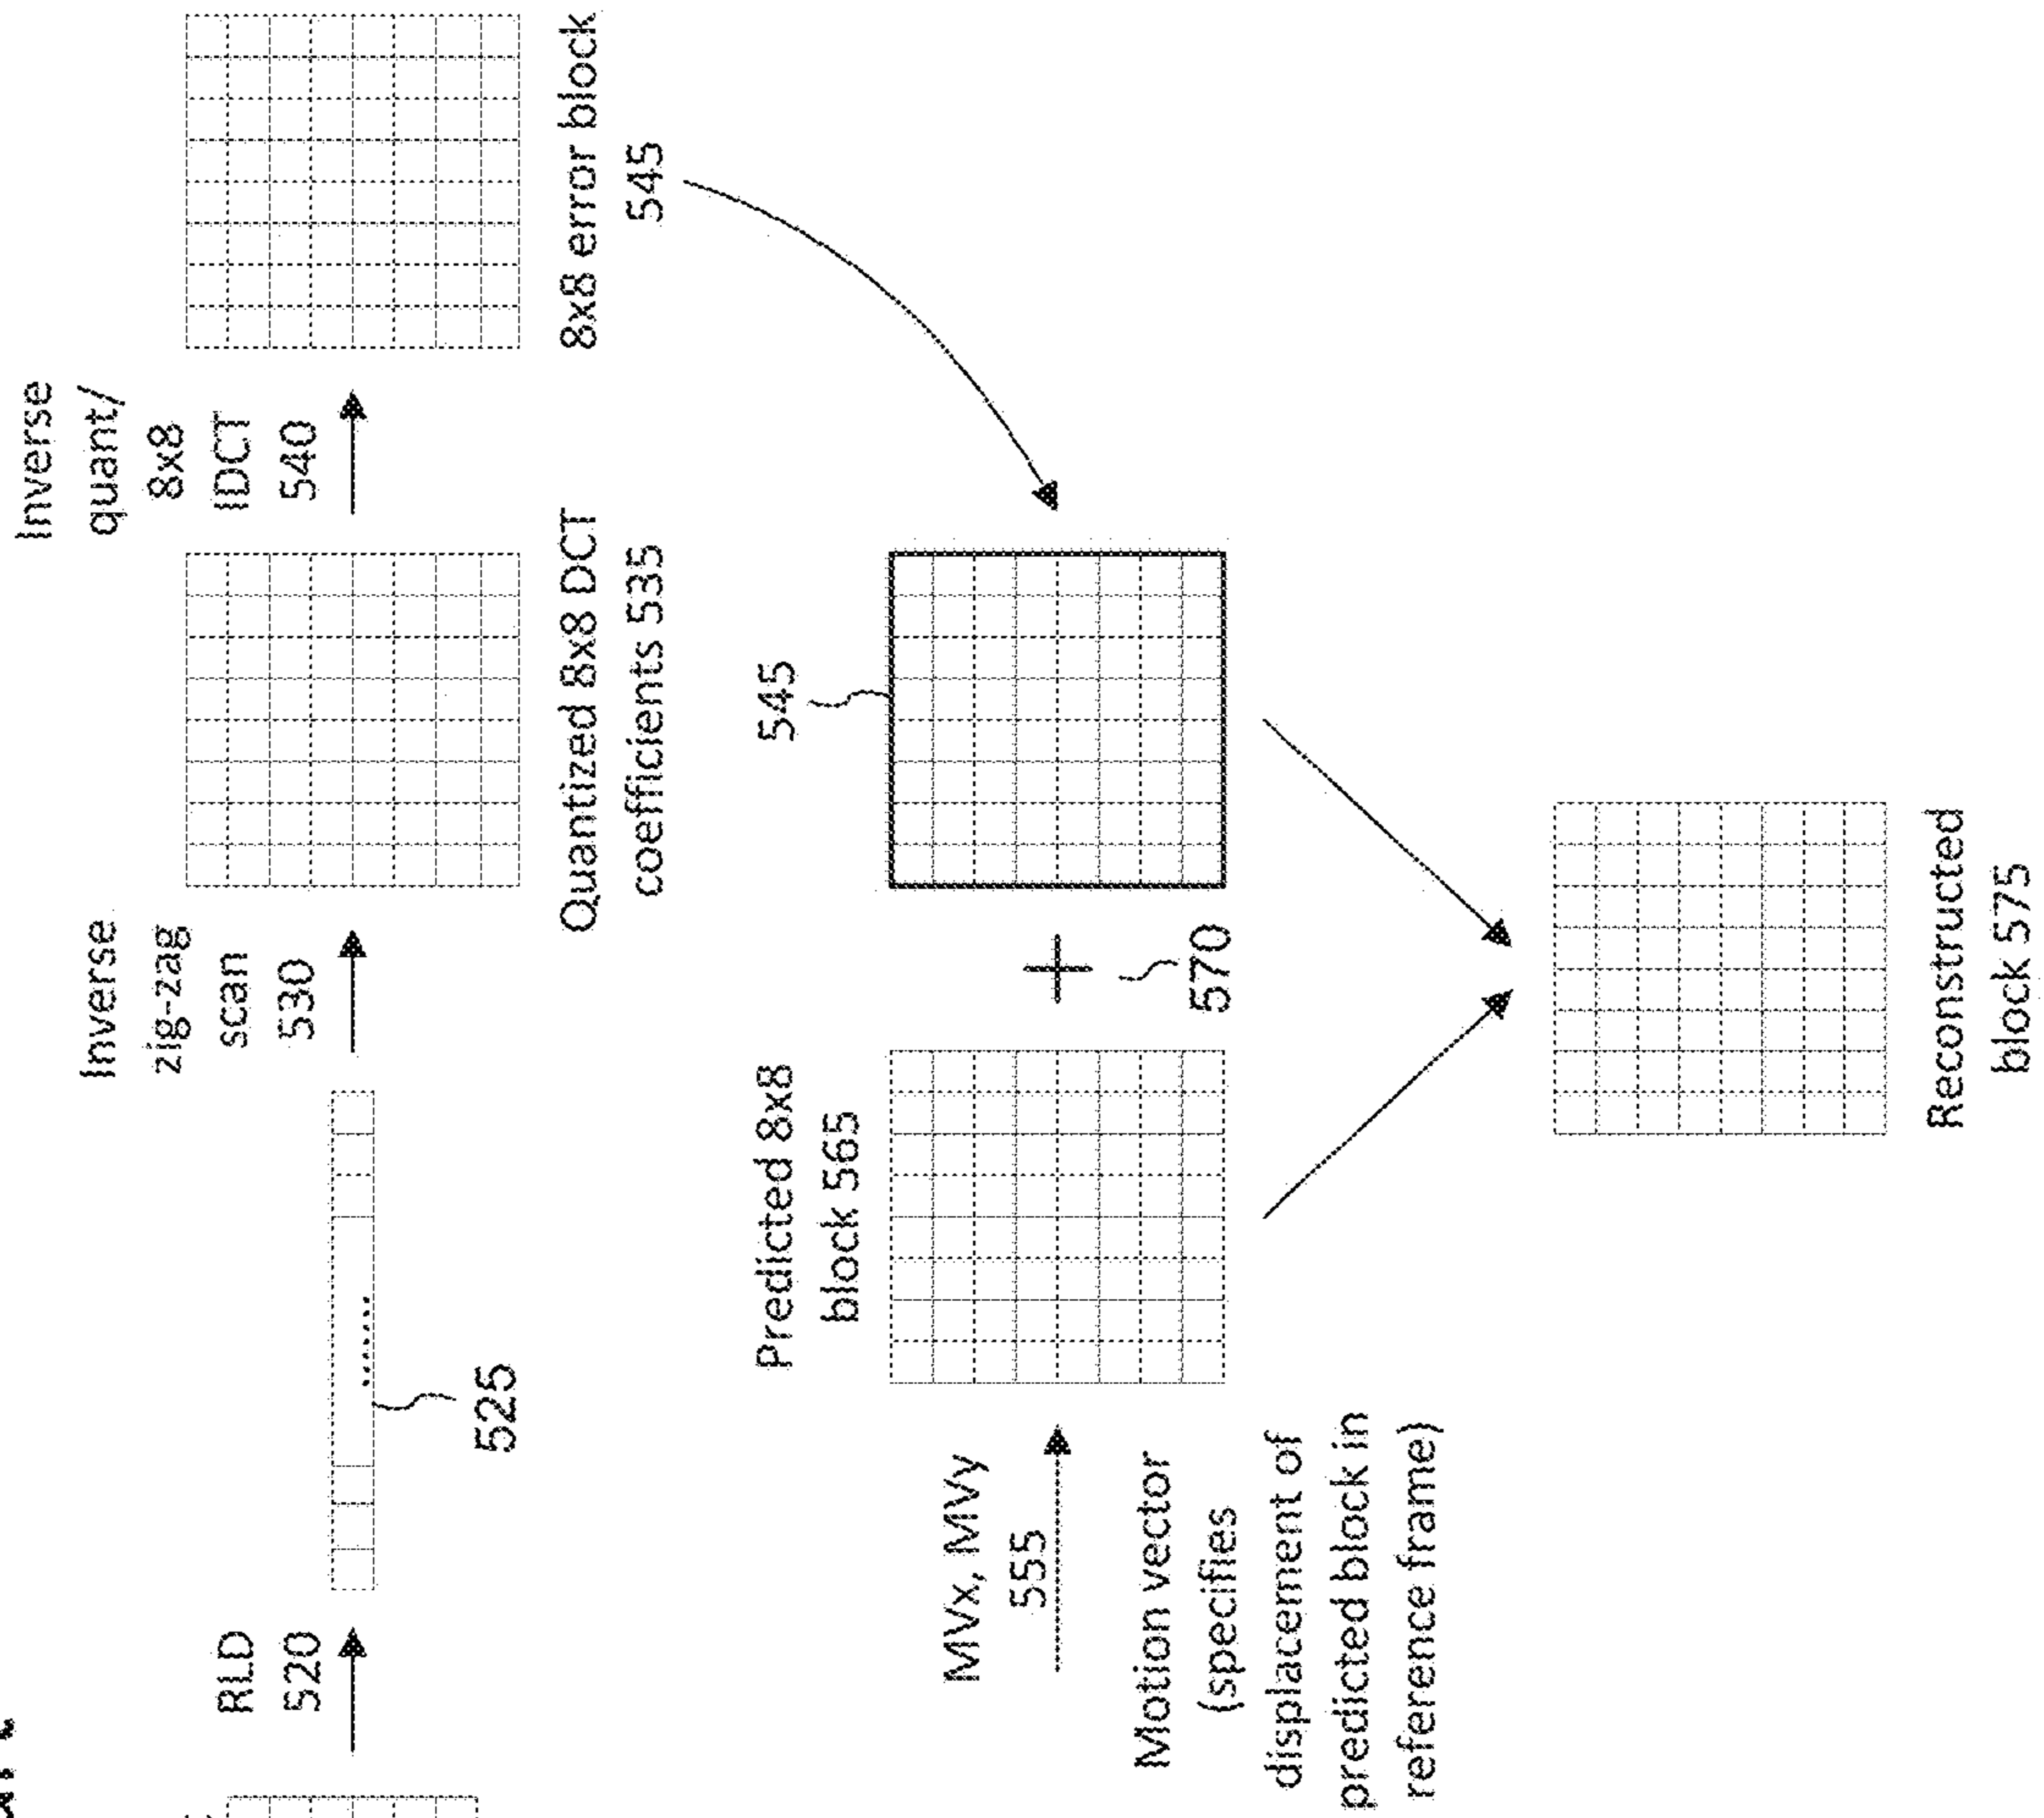 RLD
520
525
Inverse
zig-zag
scan
530
Quantized 8x8 DCT
coefficients 535
Inverse
quant/
8x8
IDCT
540
8x8 error block
545
MVx, MVy
555
Motion vector
(specifies
displacement of
predicted block in
reference frame)
Predicted 8x8
block 565
570
545
Reconstructed
block 575